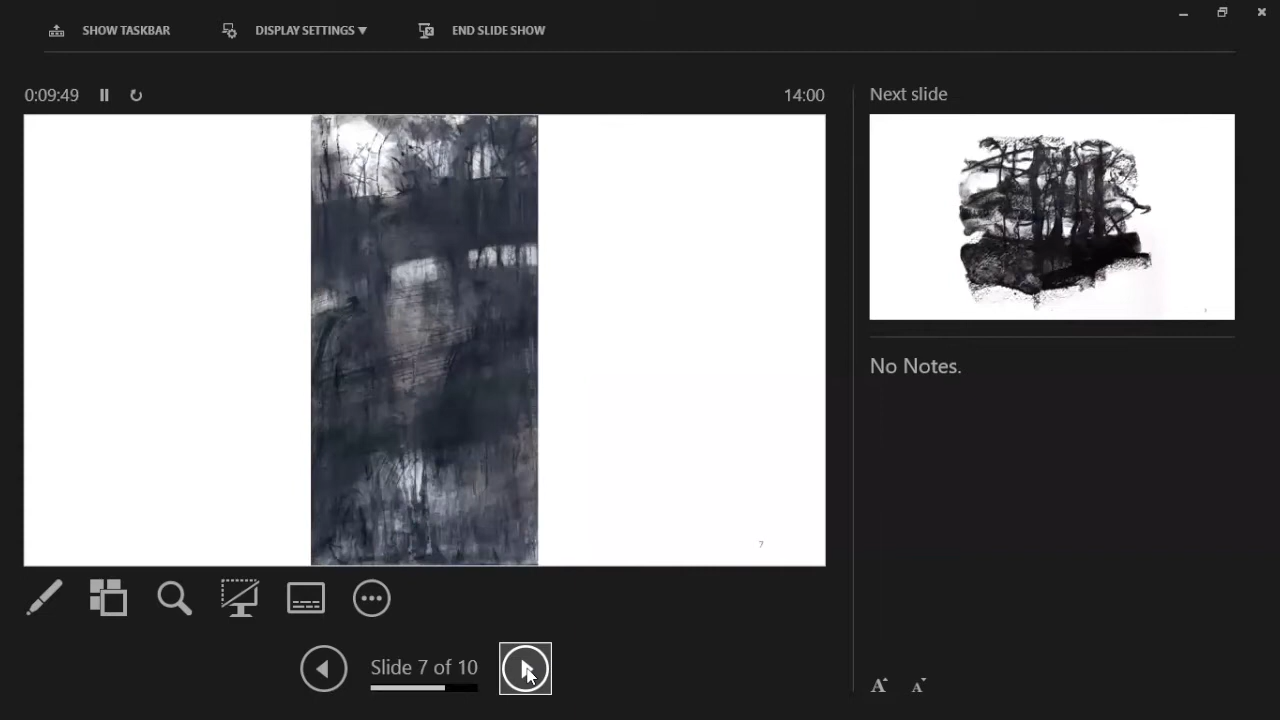 SHOW TASKBAR
DISPLAY SETTINGS ▼
END SLIDE SHOW
0:09:49
14:00
Next slide
7
No Notes.
Slide 7 of 10
A
A